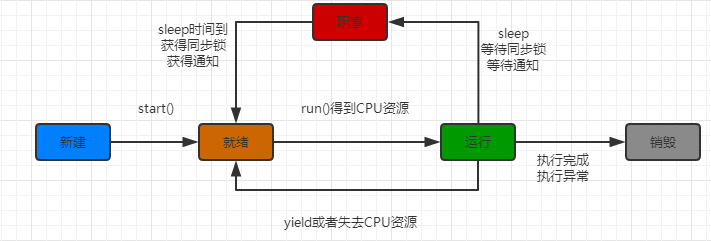 阻塞
sleep时间到
获得同步锁
获得通知
sleep
等待同步锁
等待通知
start()
run()得到CPU资源
新建
就绪
运行
销毁
执行完成
执行异常
yield或者失去CPU资源